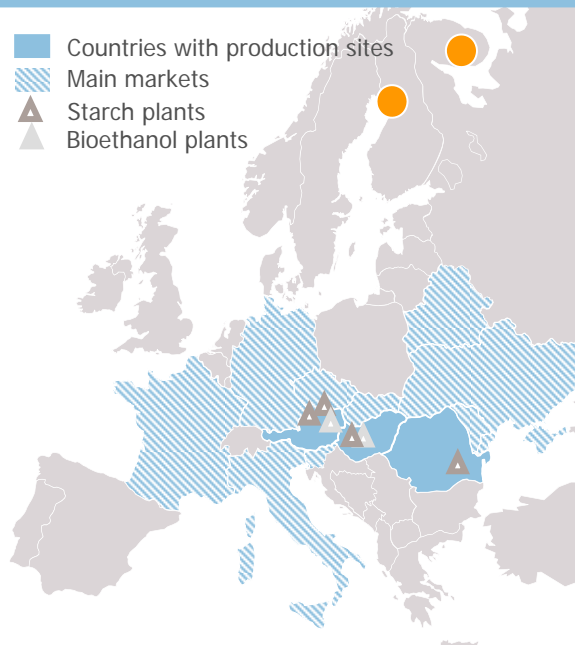 Countries with production sites
Main markets
Starch plants
Bioethanol plants